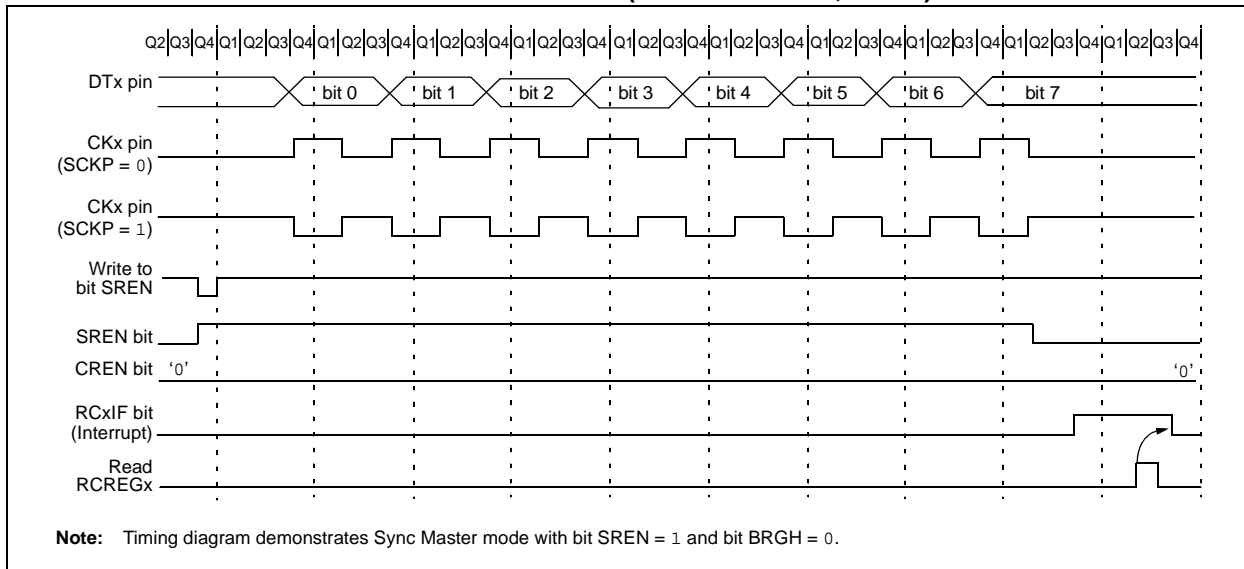 Q2|Q3|Q4|Q1|Q2|Q3|Q4|Q1|Q2|Q3|Q4|Q1|Q2|Q3|Q4|Q1|Q2|Q3|Q4|Q1|Q2|Q3|Q4|Q1|Q2|Q3|Q4|Q1|Q2|Q3|Q4|Q1|Q2|Q3|Q4|Q1|Q2|Q3|Q4|Q1|Q2|Q3|Q4|
DTx pin
bit 0 bit 1 bit 2 bit 3 bit 4 bit 5 bit 6 bit 7
CKx pin
(SCKP = 0)
CKx pin
(SCKP = 1)
Write to
bit SREN
SREN bit
CREN bit '0' '0'
RCxIF bit
(Interrupt)
Read
RCREGx
Note: Timing diagram demonstrates Sync Master mode with bit SREN = 1 and bit BRGH = 0.